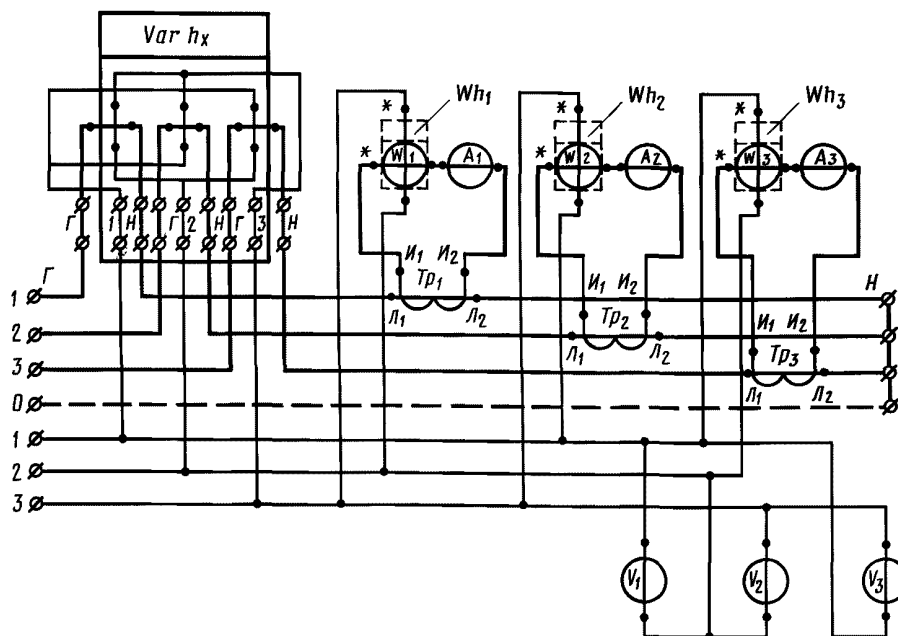 Var hx
* Wh1 * Wh2 * Wh3
* W1 A1 * W2 A2 * W3 A3
Г 1 Н Г 2 Н Г 3 Н
И1 И2
Тр1
И1 И2
Тр2
И1 И2
Тр3
Г Н
1 Л1 Л2
2 Л1 Л2
3 Л1 Л2
0
1
2
3
V1 V2 V3